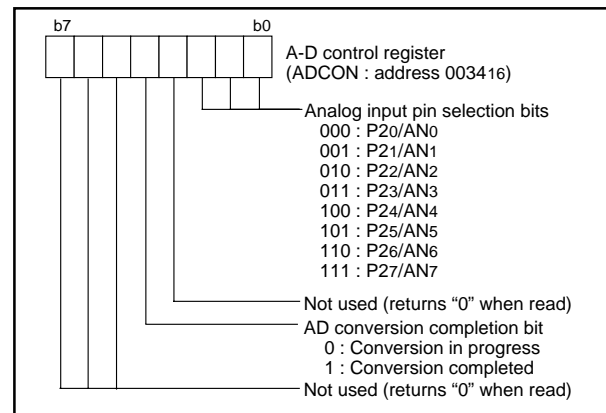 b7 b0
A-D control register
(ADCON : address 003416)
Analog input pin selection bits
000 : P20/AN0
001 : P21/AN1
010 : P22/AN2
011 : P23/AN3
100 : P24/AN4
101 : P25/AN5
110 : P26/AN6
111 : P27/AN7
Not used (returns “0” when read)
AD conversion completion bit
0 : Conversion in progress
1 : Conversion completed
Not used (returns “0” when read)